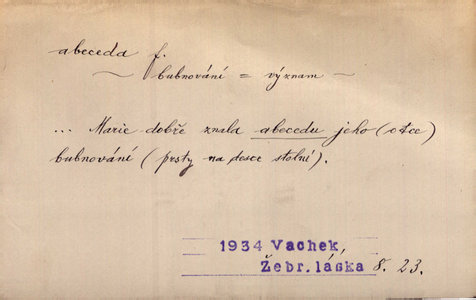 abeceda f.
~ bubnování = význam ~
... Marie dobře znala abecedu jeho (otce)
bubnování (prsty na desce stolní).
1934 Vachek,
Žebr. láska 8. 23.